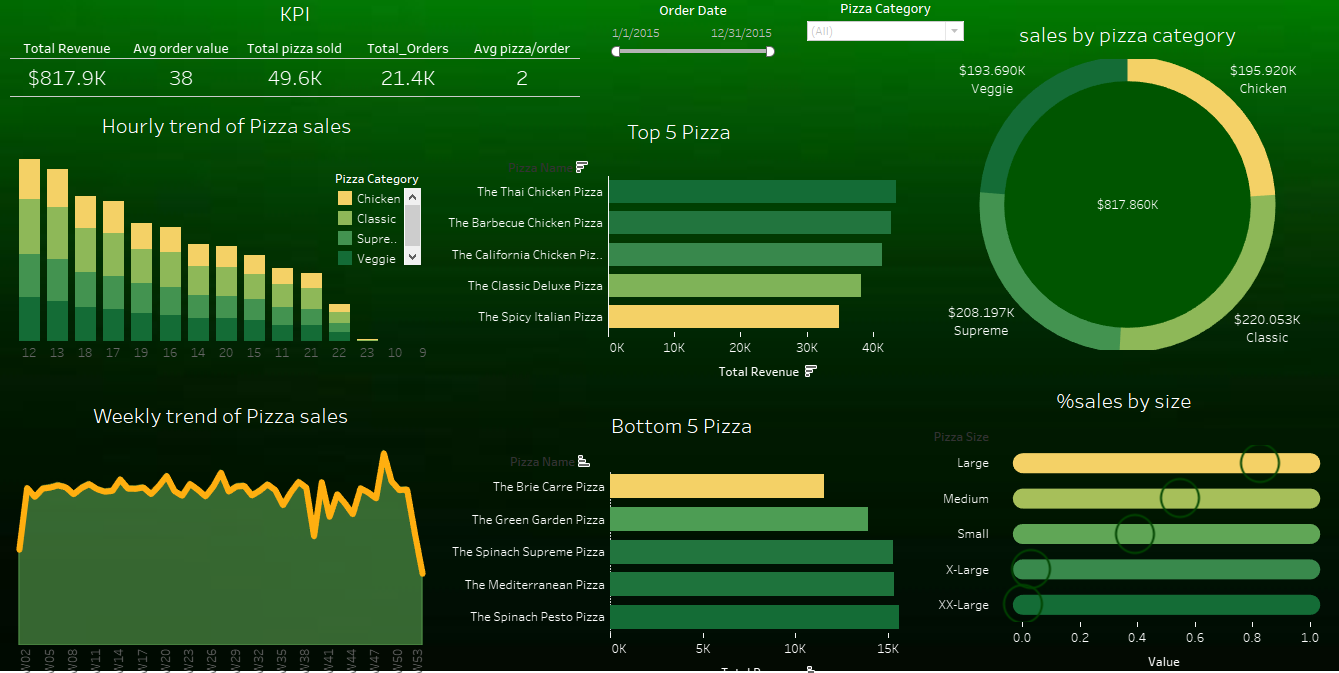 KPI
Total Revenue Avg order value Total pizza sold Total_Orders Avg pizza/order
$817.9K 38 49.6K 21.4K 2
Order Date
1/1/2015 12/31/2015
Pizza Category
(All)
sales by pizza category
$193.690K
Veggie
$195.920K
Chicken
$817.860K
$208.197K
Supreme
$220.053K
Classic
Hourly trend of Pizza sales
Pizza Category
Chicken
Classic
Supre..
Veggie
12 13 18 17 19 16 14 20 15 11 21 22 23 10 9
Top 5 Pizza
Pizza Name
The Thai Chicken Pizza
The Barbecue Chicken Pizza
The California Chicken Piz..
The Classic Deluxe Pizza
The Spicy Italian Pizza
0K 10K 20K 30K 40K
Total Revenue
Weekly trend of Pizza sales
W02 W05 W08 W11 W14 W17 W20 W23 W26 W29 W32 W35 W38 W41 W44 W47 W50 W53
Bottom 5 Pizza
Pizza Name
The Brie Carre Pizza
The Green Garden Pizza
The Spinach Supreme Pizza
The Mediterranean Pizza
The Spinach Pesto Pizza
0K 5K 10K 15K
%sales by size
Pizza Size
Large
Medium
Small
X-Large
XX-Large
0.0 0.2 0.4 0.6 0.8 1.0
Value